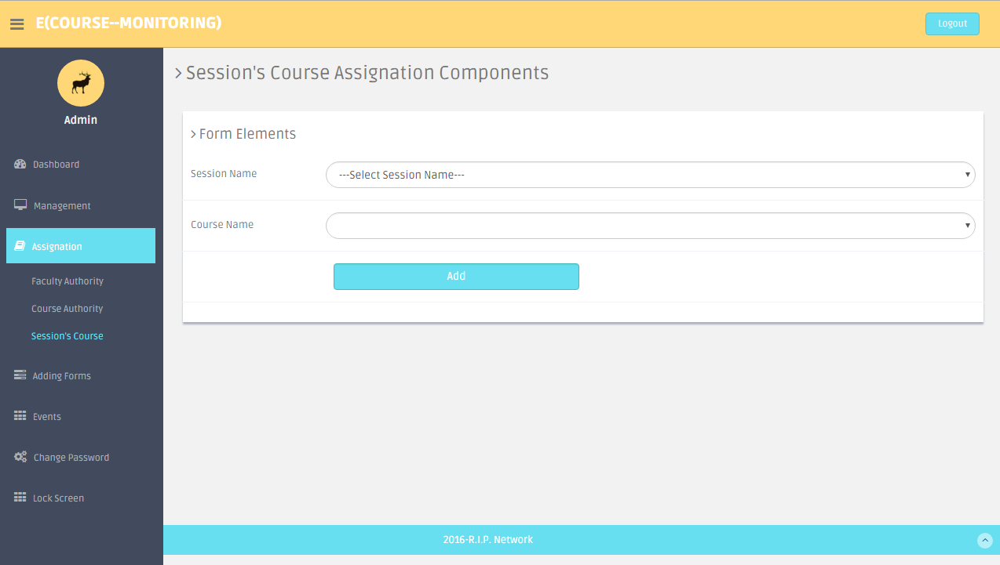 E(COURSE--MONITORING)
Logout
Admin
Dashboard
Management
Assignation
Faculty Authority
Course Authority
Session's Course
Adding Forms
Events
Change Password
Lock Screen
Session's Course Assignation Components
Form Elements
Session Name
---Select Session Name---
Course Name
Add
2016-R.I.P. Network